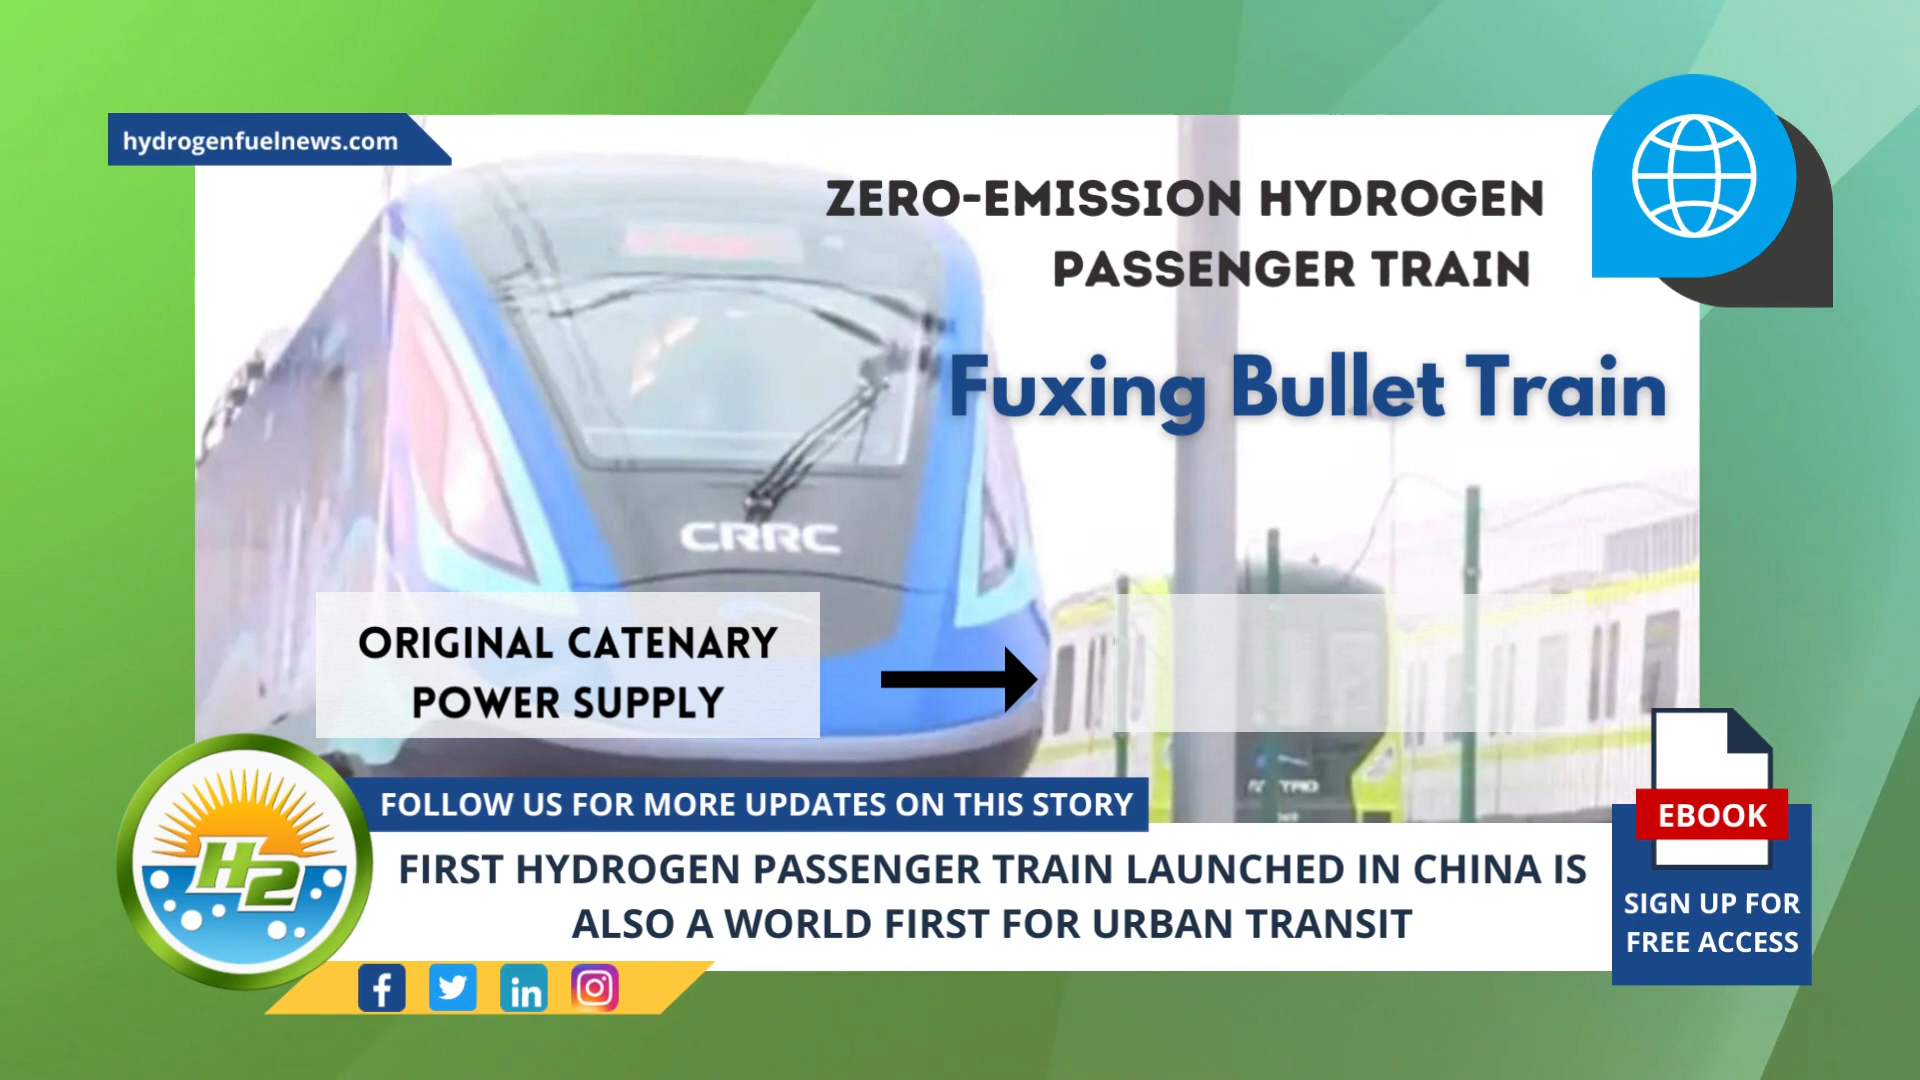 hydrogenfuelnews.com
ZERO-EMISSION HYDROGEN
PASSENGER TRAIN
Fuxing Bullet Train
CRRC
ORIGINAL CATENARY
POWER SUPPLY
FOLLOW US FOR MORE UPDATES ON THIS STORY
FIRST HYDROGEN PASSENGER TRAIN LAUNCHED IN CHINA IS
ALSO A WORLD FIRST FOR URBAN TRANSIT
H2
EBOOK
SIGN UP FOR
FREE ACCESS